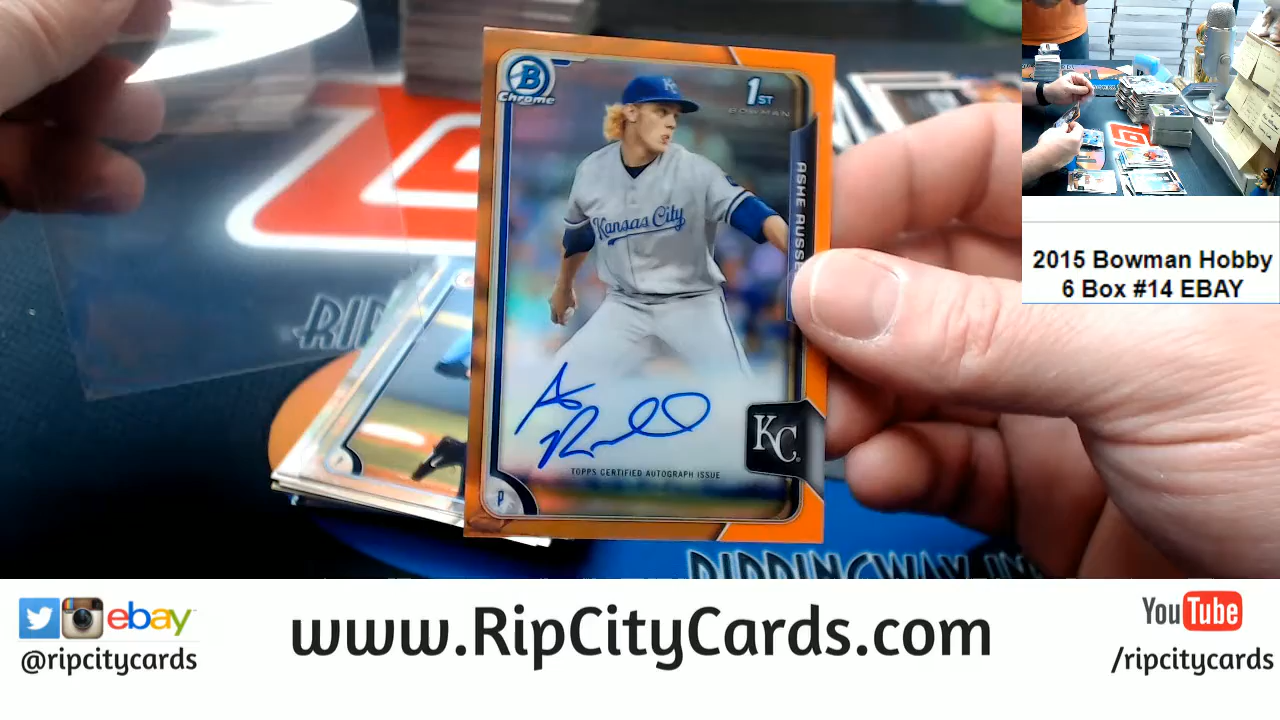 B
Chrome
1ST
BOWMAN
K
ASHE RUSSE
Kansas City
TOPPS CERTIFIED AUTOGRAPH ISSUE
KC
P
2015 Bowman Hobby
6 Box #14 EBAY
ebay
@ripcitycards
www.RipCityCards.com
YouTube
/ripcitycards